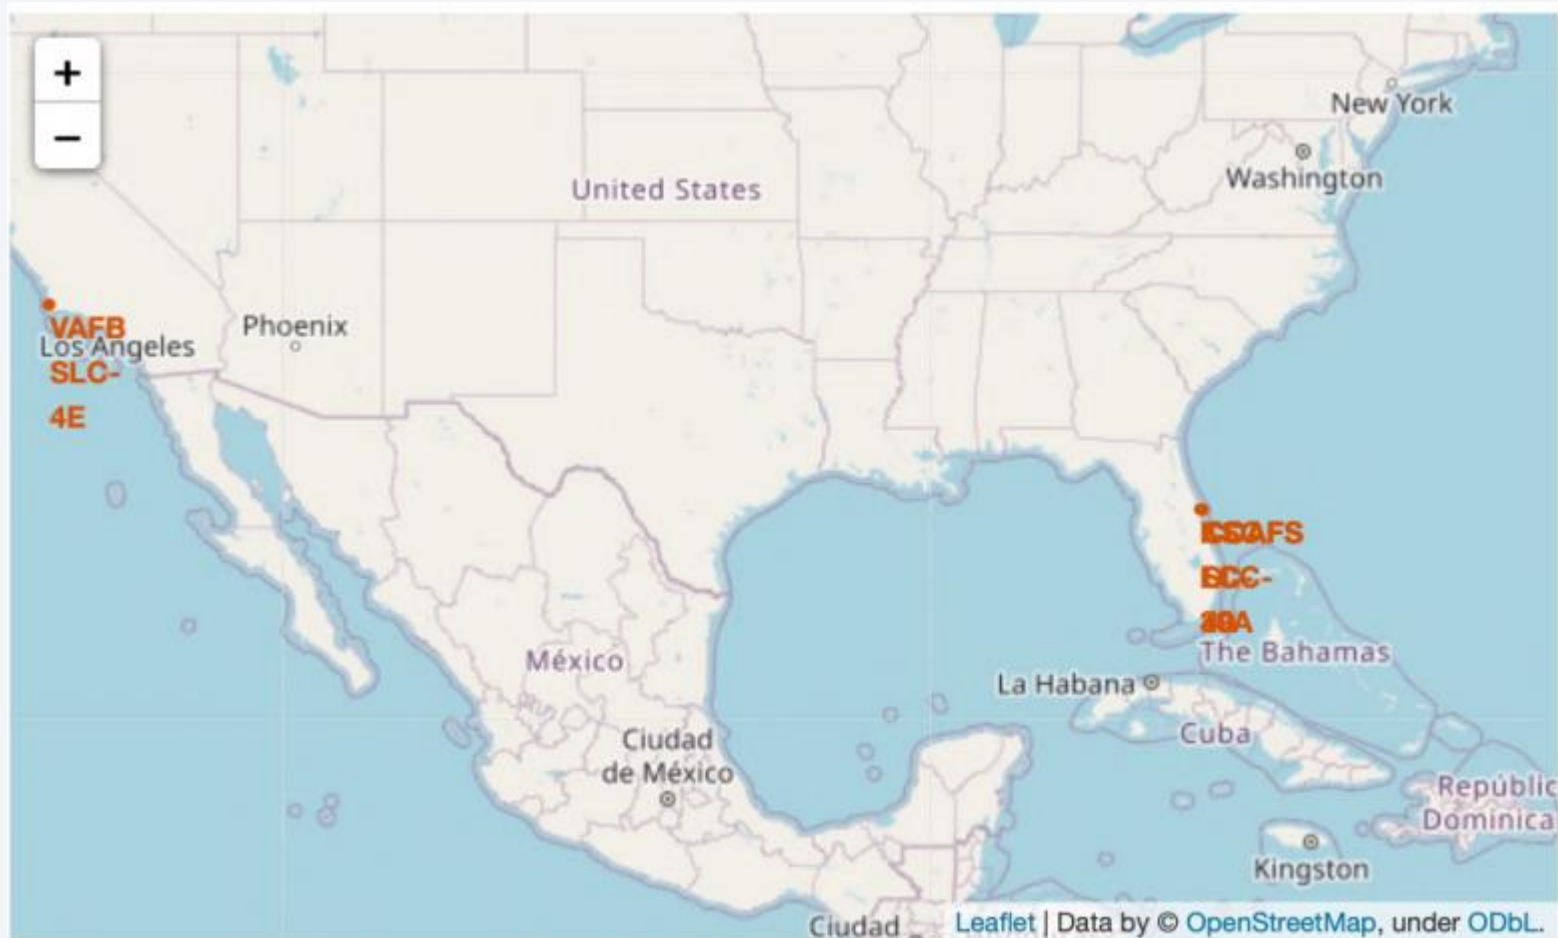 +
−
New York
Washington
United States
VAFB
Los Angeles
SLC-
4E
Phoenix
The Bahamas
México
La Habana
Cuba
Ciudad
de México
Repúblic
Dominica
Kingston
Ciudad
Leaflet | Data by © OpenStreetMap, under ODbL.